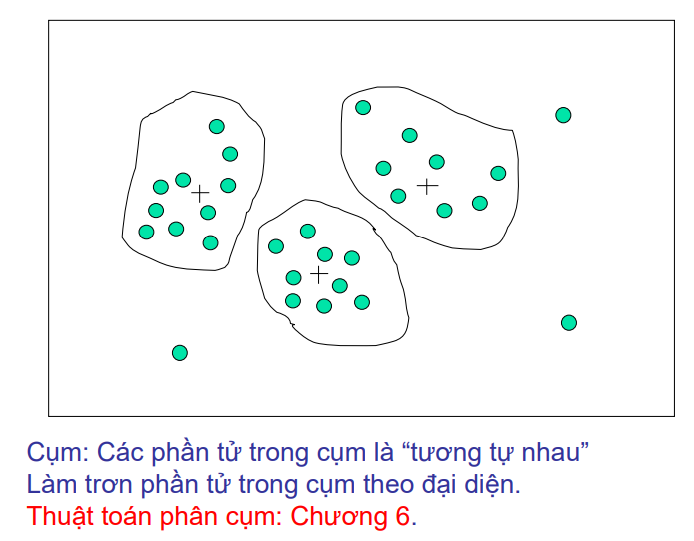 Cụm: Các phần tử trong cụm là “tương tự nhau”
Làm trơn phần tử trong cụm theo đại diện.
Thuật toán phân cụm: Chương 6.